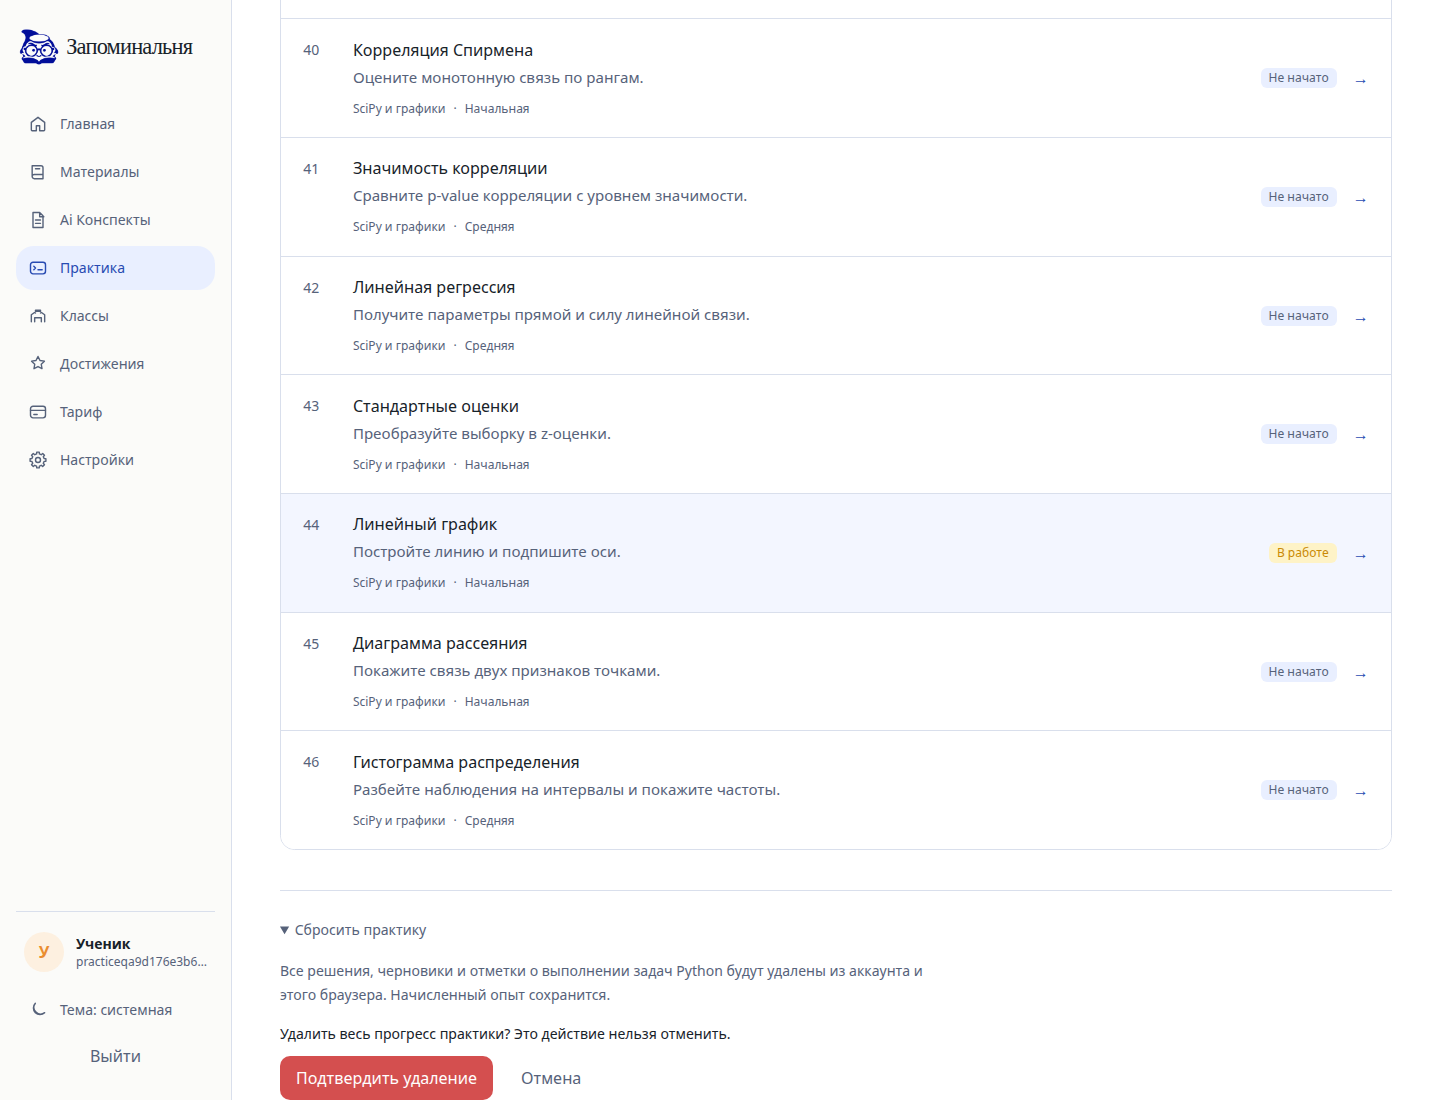 Запоминальня
Главная
Материалы
Ai Конспекты
Практика
Классы
Достижения
Тариф
Настройки
У
Ученик
practiceqa9d176e3b6...
Тема: системная
Выйти
40 Корреляция Спирмена
Оцените монотонную связь по рангам.
Не начато →
SciPy и графики · Начальная
41 Значимость корреляции
Сравните p-value корреляции с уровнем значимости.
Не начато →
SciPy и графики · Средняя
42 Линейная регрессия
Получите параметры прямой и силу линейной связи.
Не начато →
SciPy и графики · Средняя
43 Стандартные оценки
Преобразуйте выборку в z-оценки.
Не начато →
SciPy и графики · Начальная
44 Линейный график
Постройте линию и подпишите оси.
В работе →
SciPy и графики · Начальная
45 Диаграмма рассеяния
Покажите связь двух признаков точками.
Не начато →
SciPy и графики · Начальная
46 Гистограмма распределения
Разбейте наблюдения на интервалы и покажите частоты.
Не начато →
SciPy и графики · Средняя
▼ Сбросить практику
Все решения, черновики и отметки о выполнении задач Python будут удалены из аккаунта и
этого браузера. Начисленный опыт сохранится.
Удалить весь прогресс практики? Это действие нельзя отменить.
Подтвердить удаление
Отмена